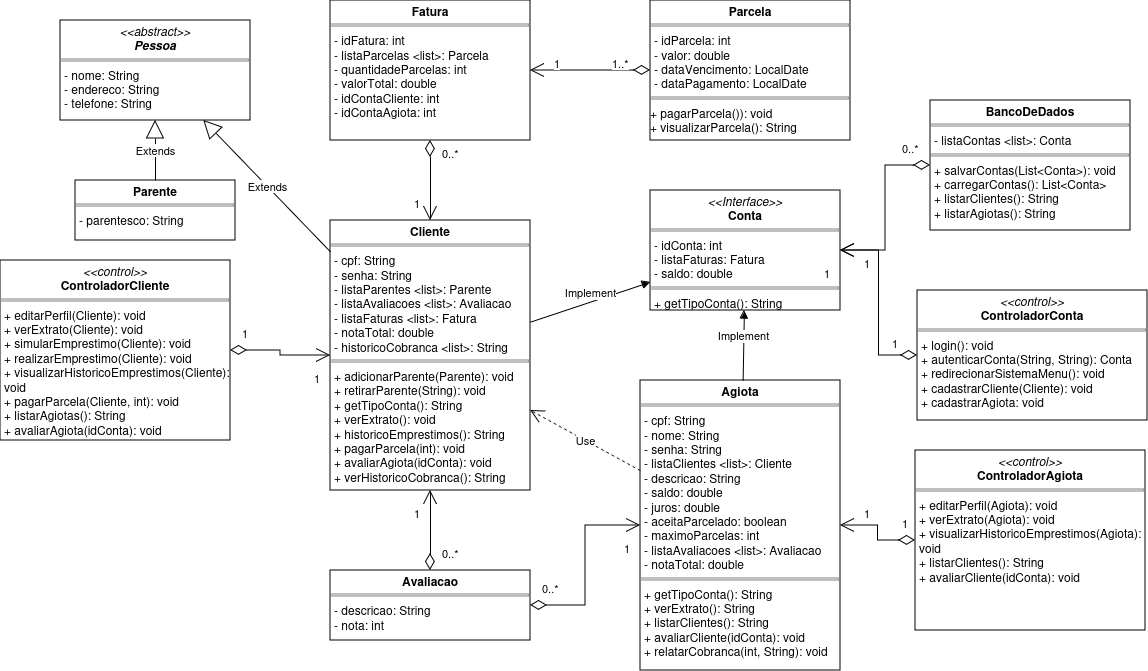 <<abstract>>
Pessoa
- nome: String
- endereco: String
- telefone: String
Extends
Extends
Parente
- parentesco: String
<<control>>
ControladorCliente
+ editarPerfil(Cliente): void
+ verExtrato(Cliente): void
+ simularEmprestimo(Cliente): void
+ realizarEmprestimo(Cliente): void
+ visualizarHistoricoEmprestimos(Cliente):
void
+ pagarParcela(Cliente, int): void
+ listarAgiotas(): String
+ avaliarAgiota(idConta): void
1
1
Fatura
- idFatura: int
- listaParcelas <list>: Parcela
- quantidadeParcelas: int
- valorTotal: double
- idContaCliente: int
- idContaAgiota: int
1
1..*
0..*
1
Parcela
- idParcela: int
- valor: double
- dataVencimento: LocalDate
- dataPagamento: LocalDate
+ pagarParcela()): void
+ visualizarParcela(): String
Cliente
- cpf: String
- senha: String
- listaParentes <list>: Parente
- listaAvaliacoes <list>: Avaliacao
- listaFaturas <list>: Fatura
- notaTotal: double
- historicoCobranca <list>: String
+ adicionarParente(Parente): void
+ retirarParente(String): void
+ getTipoConta(): String
+ verExtrato(): void
+ historicoEmprestimos(): String
+ pagarParcela(int): void
+ avaliarAgiota(idConta): void
+ verHistoricoCobranca(): String
Implement
<<Interface>>
Conta
- idConta: int
- listaFaturas: Fatura
- saldo: double
1
+ getTipoConta(): String
Implement
BancoDeDados
- listaContas <list>: Conta
+ salvarContas(List<Conta>): void
+ carregarContas(): List<Conta>
+ listarClientes(): String
+ listarAgiotas(): String
0..*
1
1
<<control>>
ControladorConta
+ login(): void
+ autenticarConta(String, String): Conta
+ redirecionarSistemaMenu(): void
+ cadastrarCliente(Cliente): void
+ cadastrarAgiota: void
Use
Agiota
- cpf: String
- nome: String
- senha: String
- listaClientes <list>: Cliente
- descricao: String
- saldo: double
- juros: double
- aceitaParcelado: boolean
- maximoParcelas: int
- listaAvaliacoes <list>: Avaliacao
- notaTotal: double
+ getTipoConta(): String
+ verExtrato(): String
+ listarClientes(): String
+ avaliarCliente(idConta): void
+ relatarCobranca(int, String): void
1
1
<<control>>
ControladorAgiota
+ editarPerfil(Agiota): void
+ verExtrato(Agiota): void
+ visualizarHistoricoEmprestimos(Agiota):
void
+ listarClientes(): String
+ avaliarCliente(idConta): void
1
0..*
Avaliacao
- descricao: String
- nota: int
0..*
1